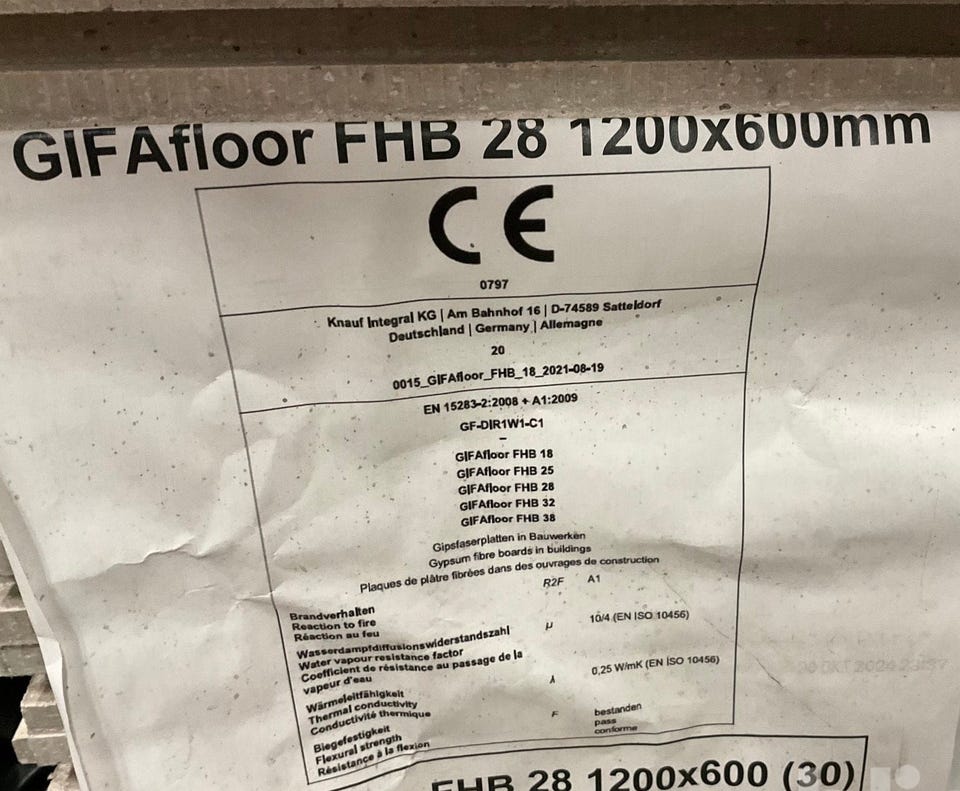 GIFAfloor FHB 28 1200x600mm
CE
0797
Knauf Integral KG | Am Bahnhof 16 | D-74589 Satteldorf
Deutschland | Germany | Allemagne
20
0015_GIFAfloor_FHB_18_2021-08-19
EN 15283-2:2008 + A1:2009
GF-DIR1W1-C1
–
GIFAfloor FHB 18
GIFAfloor FHB 25
GIFAfloor FHB 28
GIFAfloor FHB 32
GIFAfloor FHB 38
Gipsfaserplatten in Bauwerken
Gypsum fibre boards in buildings
Plaques de plâtre fibrées dans des ouvrages de construction
Brandverhalten R2F A1
Reaction to fire
Réaction au feu
Wasserdampfdiffusionswiderstandszahl µ 10/4 (EN ISO 10456)
Water vapour resistance factor
Coefficient de résistance au passage de la
vapeur d'eau
Wärmeleitfähigkeit λ 0,25 W/mK (EN ISO 10456)
Thermal conductivity
Conductivité thermique
Biegefestigkeit F bestanden
Flexural strength pass
Résistance à la flexion conforme
FHB 28 1200x600 (30)